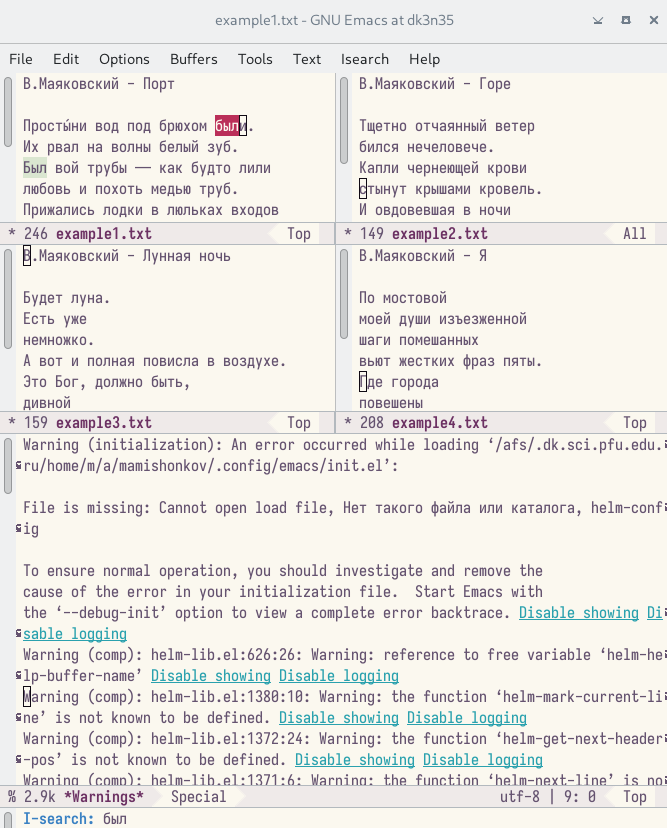 example1.txt - GNU Emacs at dk3n35
File Edit Options Buffers Tools Text Isearch Help
В.Маяковский - Порт
Просты́ни вод под брюхом были.
Их рвал на волны белый зуб.
Был вой трубы — как будто лили
любовь и похоть медью труб.
Прижались лодки в люльках входов
* 246 example1.txt Top
В.Маяковский - Горе
Тщетно отчаянный ветер
бился нечеловече.
Капли чернеющей крови
стынут крышами кровель.
И овдовевшая в ночи
* 149 example2.txt All
В.Маяковский - Лунная ночь
Будет луна.
Есть уже
немножко.
А вот и полная повисла в воздухе.
Это Бог, должно быть,
дивной
* 159 example3.txt Top
В.Маяковский - Я
По мостовой
моей души изъезженной
шаги помешанных
вьют жестких фраз пяты.
Где города
повешены
* 208 example4.txt Top
Warning (initialization): An error occurred while loading ‘/afs/.dk.sci.pfu.edu.
ru/home/m/a/mamishonkov/.config/emacs/init.el’:
File is missing: Cannot open load file, Нет такого файла или каталога, helm-conf
ig
To ensure normal operation, you should investigate and remove the
cause of the error in your initialization file.  Start Emacs with
the ‘--debug-init’ option to view a complete error backtrace. Disable showing Di
sable logging
Warning (comp): helm-lib.el:626:26: Warning: reference to free variable ‘helm-he
lp-buffer-name’ Disable showing Disable logging
Warning (comp): helm-lib.el:1380:10: Warning: the function ‘helm-mark-current-li
ne’ is not known to be defined. Disable showing Disable logging
Warning (comp): helm-lib.el:1372:24: Warning: the function ‘helm-get-next-header
-pos’ is not known to be defined. Disable showing Disable logging
Warning (comp): helm-lib.el:1371:6: Warning: the function ‘helm-next-line’ is no
% 2.9k *Warnings* Special utf-8 | 9: 0 Top
I-search: был